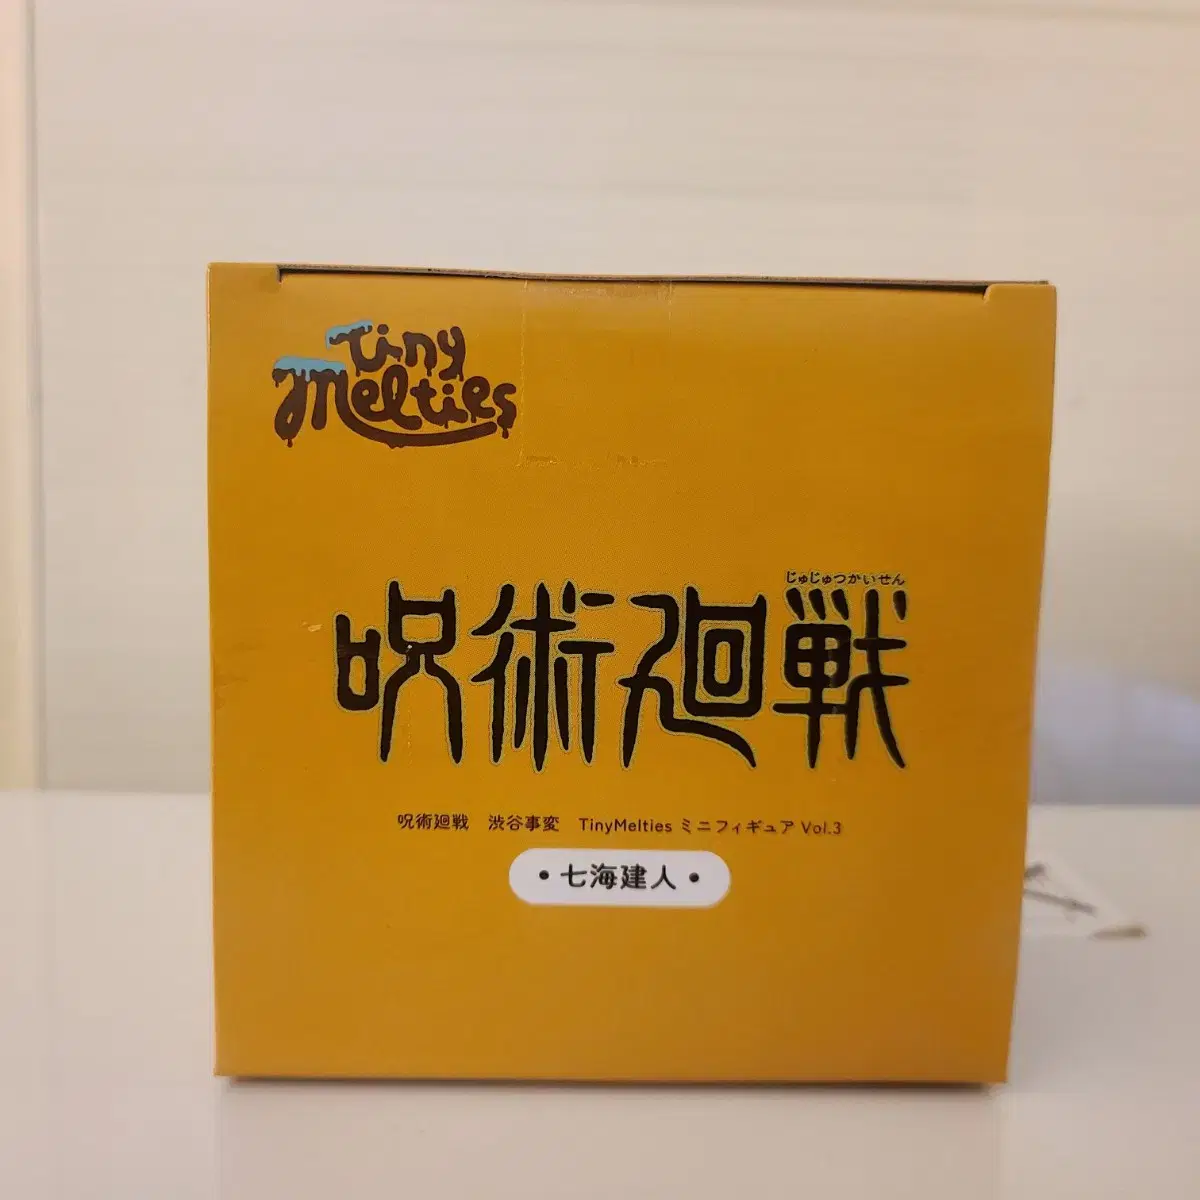 Tiny
Melties
じゅじゅつかいせん
呪術廻戦
呪術廻戦 渋谷事変 TinyMelties ミニフィギュア Vol.3
• 七海建人 •